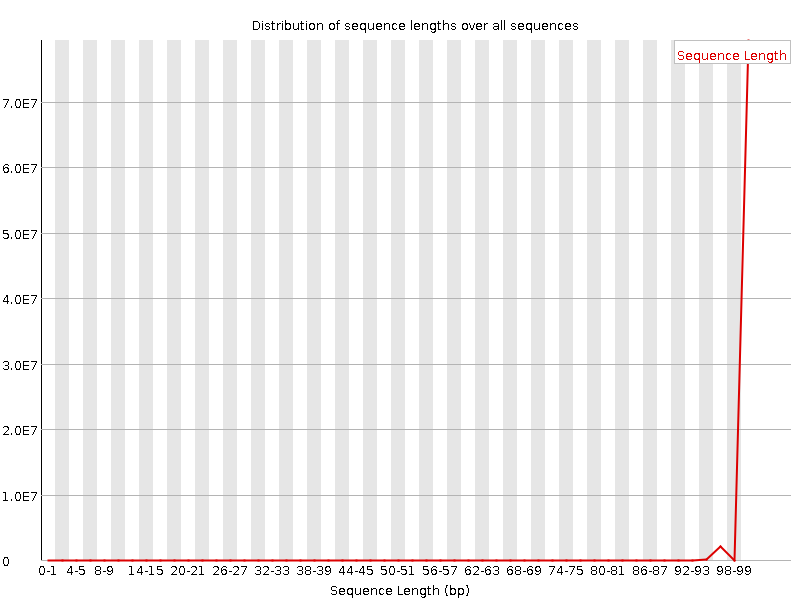 Distribution of sequence lengths over all sequences
Sequence Length
7.0E7
6.0E7
5.0E7
4.0E7
3.0E7
2.0E7
1.0E7
0
0-1 4-5 8-9 14-15 20-21 26-27 32-33 38-39 44-45 50-51 56-57 62-63 68-69 74-75 80-81 86-87 92-93 98-99
Sequence Length (bp)